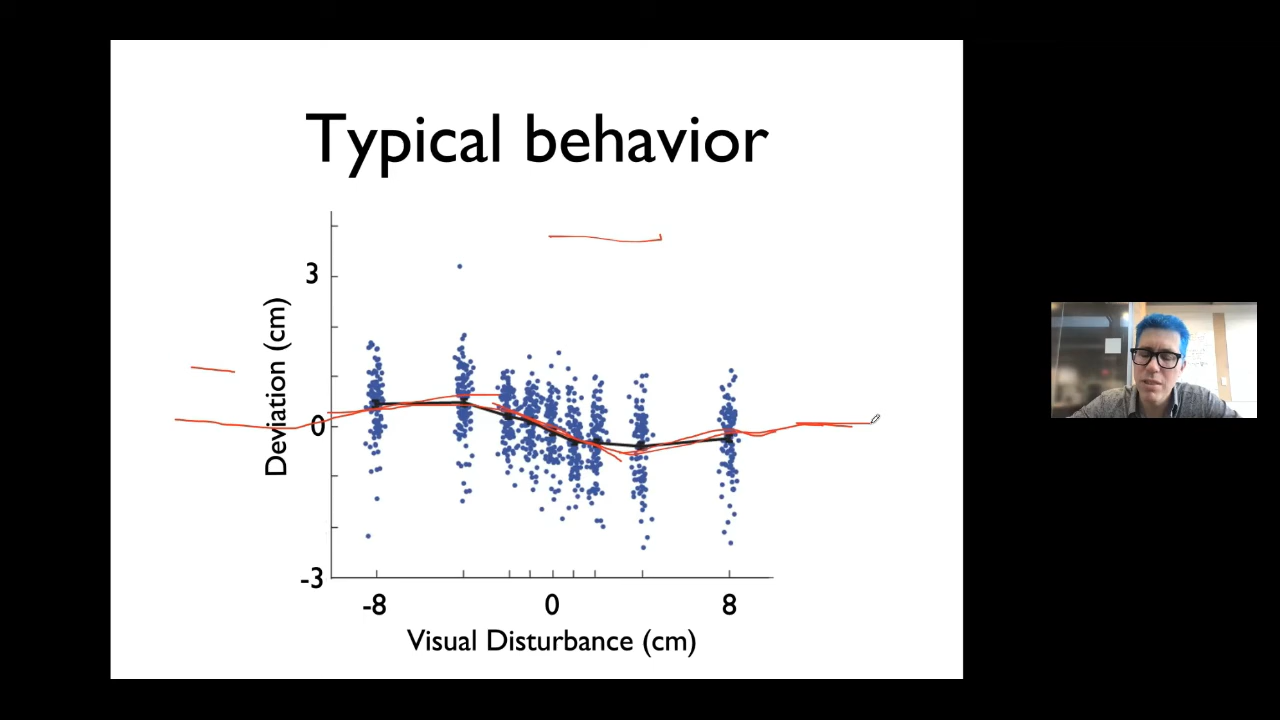 Typical behavior
3
0
-3
Deviation (cm)
-8 0 8
Visual Disturbance (cm)